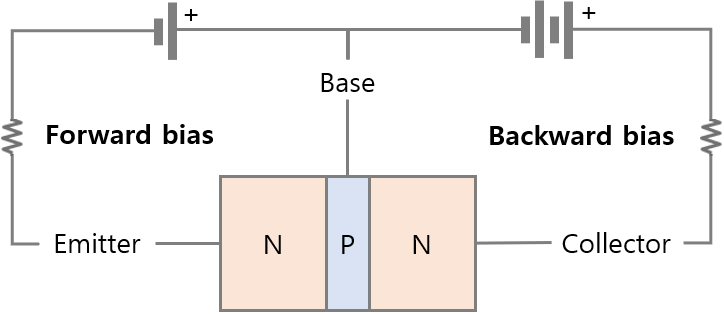 +
+
Base
Forward bias
Backward bias
Emitter
N
P
N
Collector